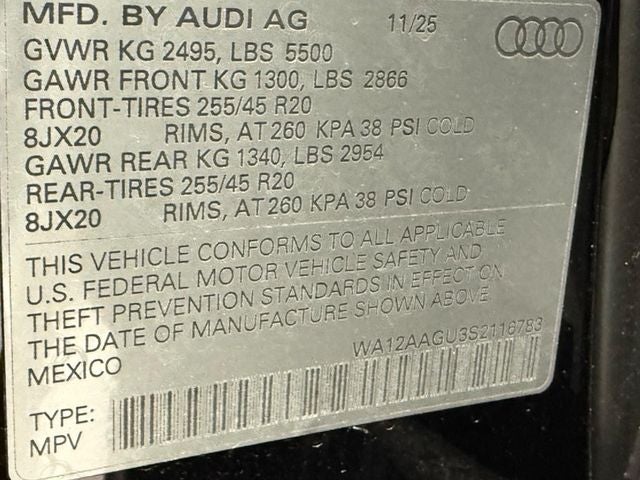 MFD. BY AUDI AG 11/25
GVWR KG 2495, LBS 5500
GAWR FRONT KG 1300, LBS 2866
FRONT-TIRES 255/45 R20
8JX20 RIMS, AT 260 KPA 38 PSI COLD
GAWR REAR KG 1340, LBS 2954
REAR-TIRES 255/45 R20
8JX20 RIMS, AT 260 KPA 38 PSI COLD
THIS VEHICLE CONFORMS TO ALL APPLICABLE
U.S. FEDERAL MOTOR VEHICLE SAFETY AND
THEFT PREVENTION STANDARDS IN EFFECT ON
THE DATE OF MANUFACTURE SHOWN ABOVE.
MEXICO WA12AAGU3S2116783
TYPE:
MPV